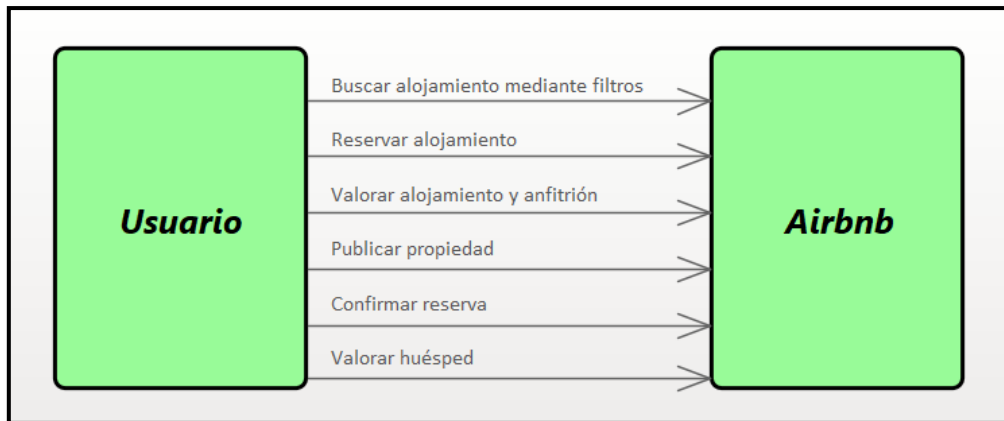 Buscar alojamiento mediante filtros
Reservar alojamiento
Valorar alojamiento y anfitrión
Usuario
Airbnb
Publicar propiedad
Confirmar reserva
Valorar huésped